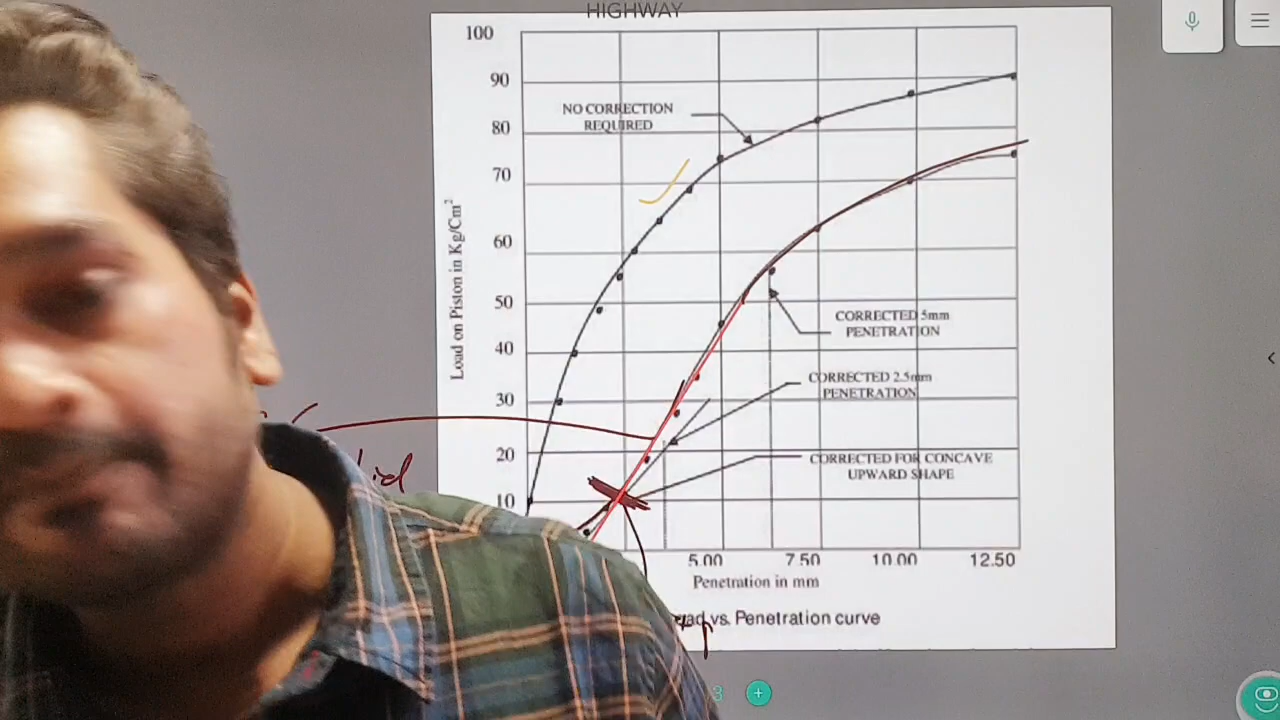 HIGHWAY
100
90
80
70
60
50
40
30
20
10
Load on Piston in Kg/Cm²
NO CORRECTION
REQUIRED
CORRECTED 5mm
PENETRATION
CORRECTED 2.5mm
PENETRATION
CORRECTED FOR CONCAVE
UPWARD SHAPE
5.00 7.50 10.00 12.50
Penetration in mm
vs. Penetration curve
3